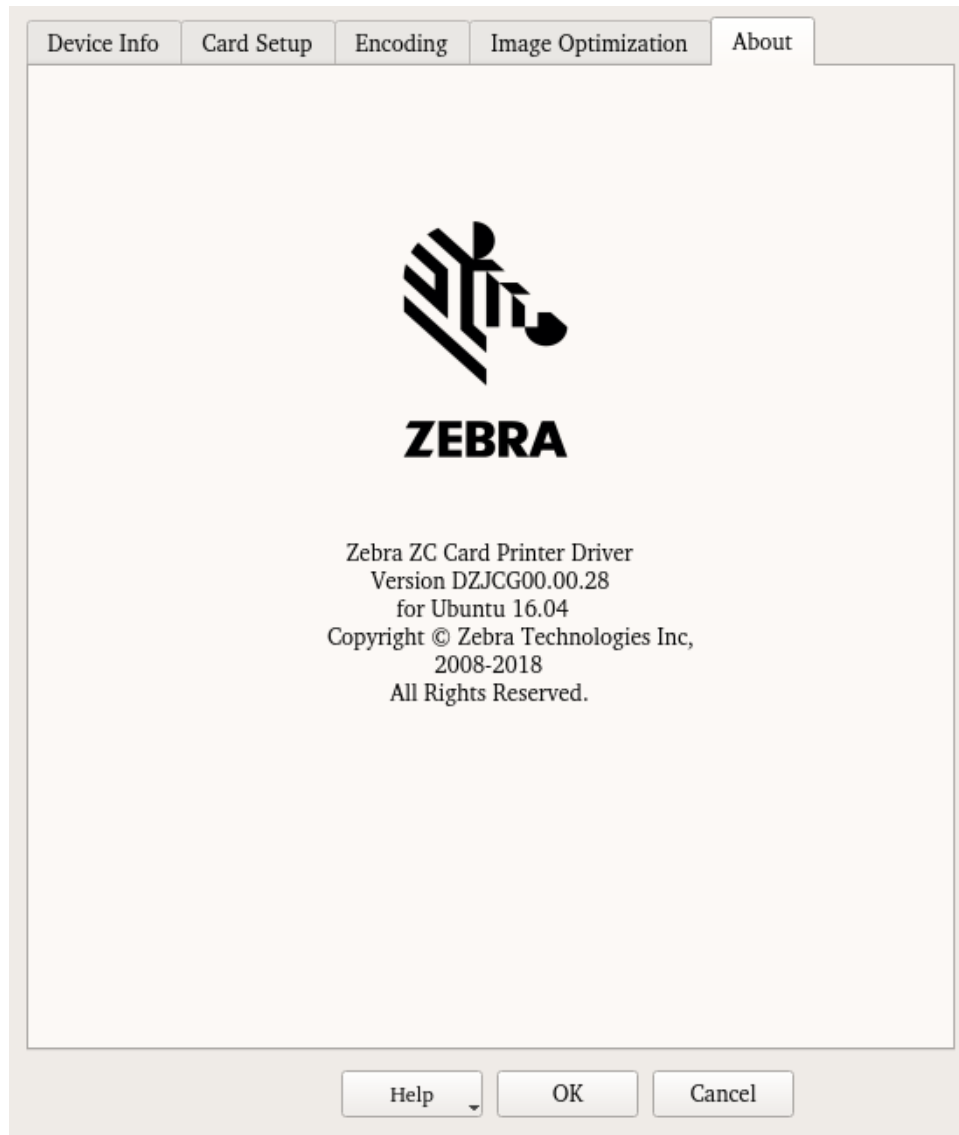 Device Info Card Setup Encoding Image Optimization About
ZEBRA
Zebra ZC Card Printer Driver
Version DZJCG00.00.28
for Ubuntu 16.04
Copyright © Zebra Technologies Inc,
2008-2018
All Rights Reserved.
Help OK Cancel